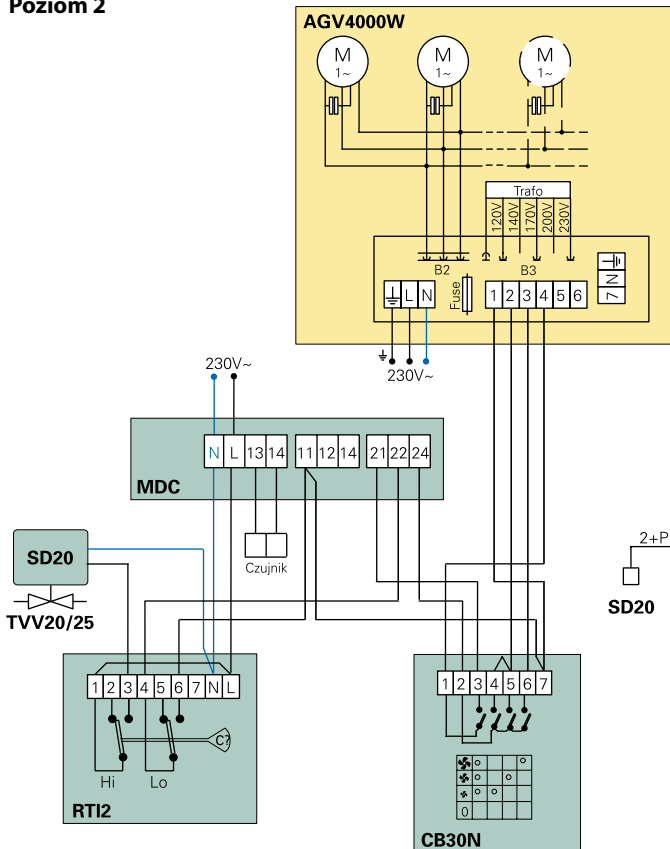 Poziom 2
AGV4000W
M
1~
M
1~
M
1~
Trafo
120V
140V
170V
200V
230V
B2
B3
Fuse
L N
1 2 3 4 5 6
7 N
230V~
230V~
N L 13 14
11 12 14
21 22 24
MDC
Czujnik
SD20
TVV20/25
2+P
SD20
1 2 3 4 5 6 7 N L
C?
Hi
Lo
RTI2
1 2 3 4 5 6 7
0
CB30N